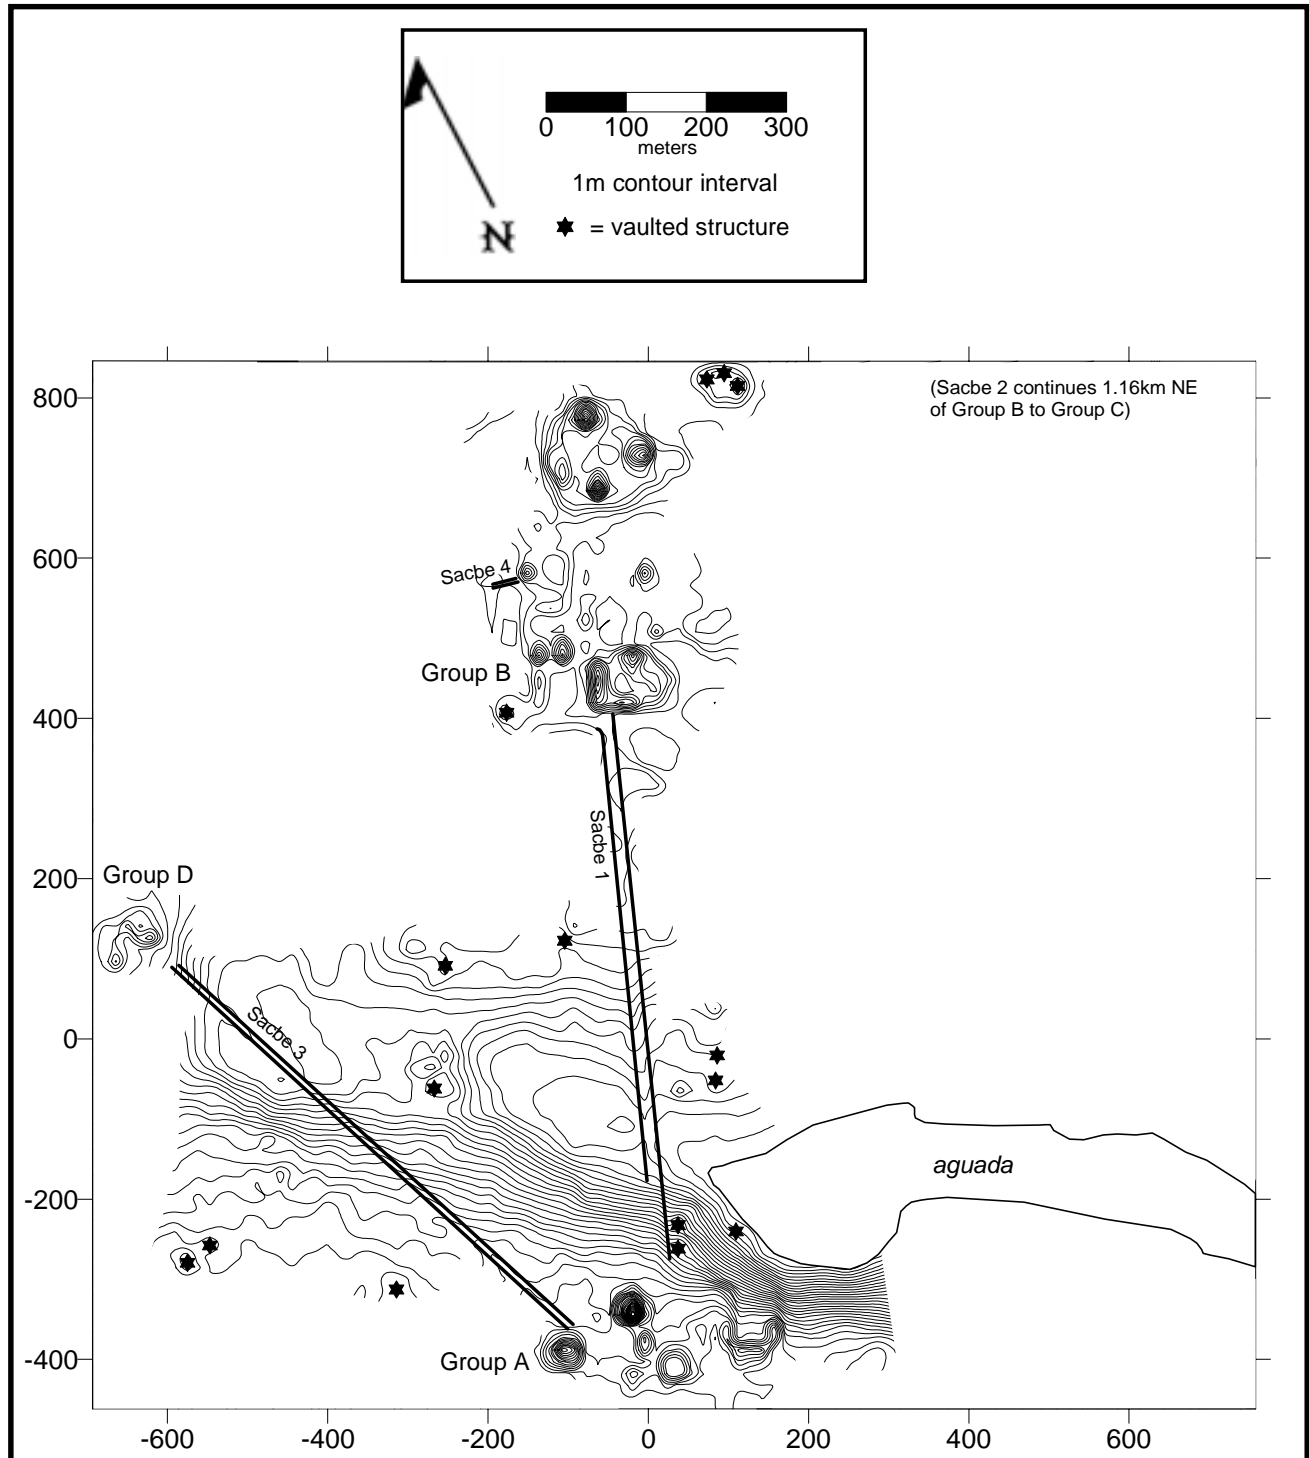 0 100 200 300
meters
1m contour interval
= vaulted structure
N
(Sacbe 2 continues 1.16km NE
of Group B to Group C)
800
600
Sacbe 4
Group B
400
Sacbe 1
Group D
200
0
Sacbe 3
aguada
-200
-400
Group A
-600 -400 -200 0 200 400 600